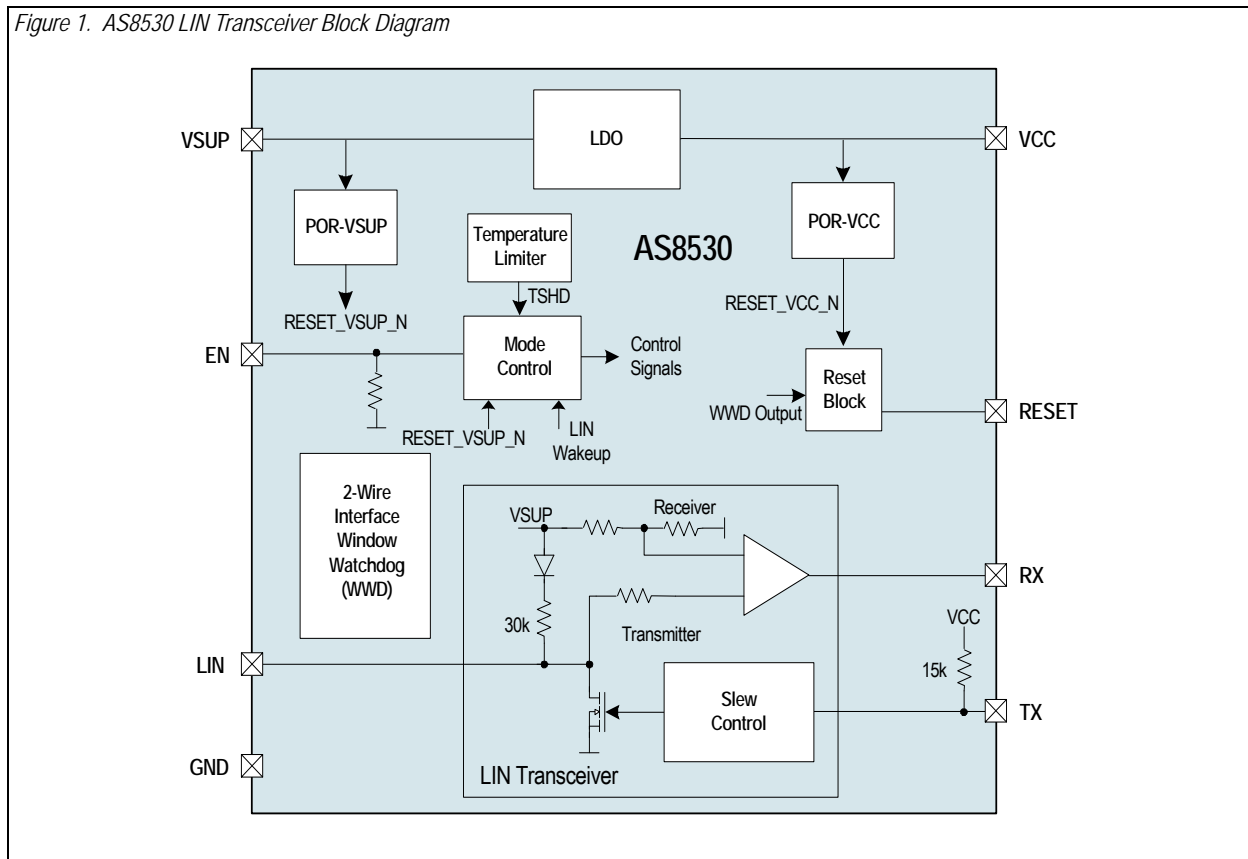 Figure 1. AS8530 LIN Transceiver Block Diagram
VSUP
LDO
VCC
POR-VSUP
POR-VCC
Temperature
Limiter
AS8530
TSHD
RESET_VSUP_N
RESET_VCC_N
EN
Mode
Control
Control
Signals
Reset
Block
WWD Output
RESET
RESET_VSUP_N
LIN
Wakeup
2-Wire
Interface
Window
Watchdog
(WWD)
VSUP
Receiver
RX
30k
Transmitter
VCC
15k
LIN
Slew
Control
TX
GND
LIN Transceiver